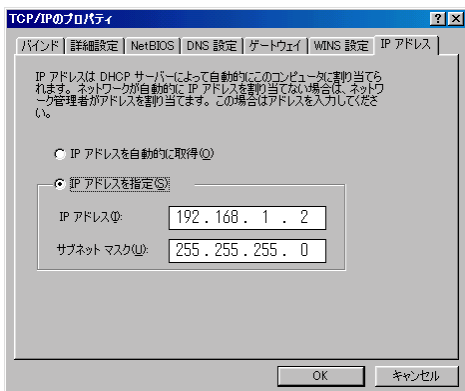 TCP/IPのプロパティ
バインド 詳細設定 NetBIOS DNS 設定 ゲートウェイ WINS 設定 IP アドレス
IP アドレスは DHCP サーバーによって自動的にこのコンピュータに割り当てら
れます。ネットワークが自動的に IP アドレスを割り当てない場合は、ネットワ
ーク管理者がアドレスを割り当てます。この場合はアドレスを入力してくださ
い。
IP アドレスを自動的に取得(O)
IP アドレスを指定(S)
IP アドレス(I): 192.168. 1 . 2
サブネット マスク(U): 255.255.255. 0
OK キャンセル